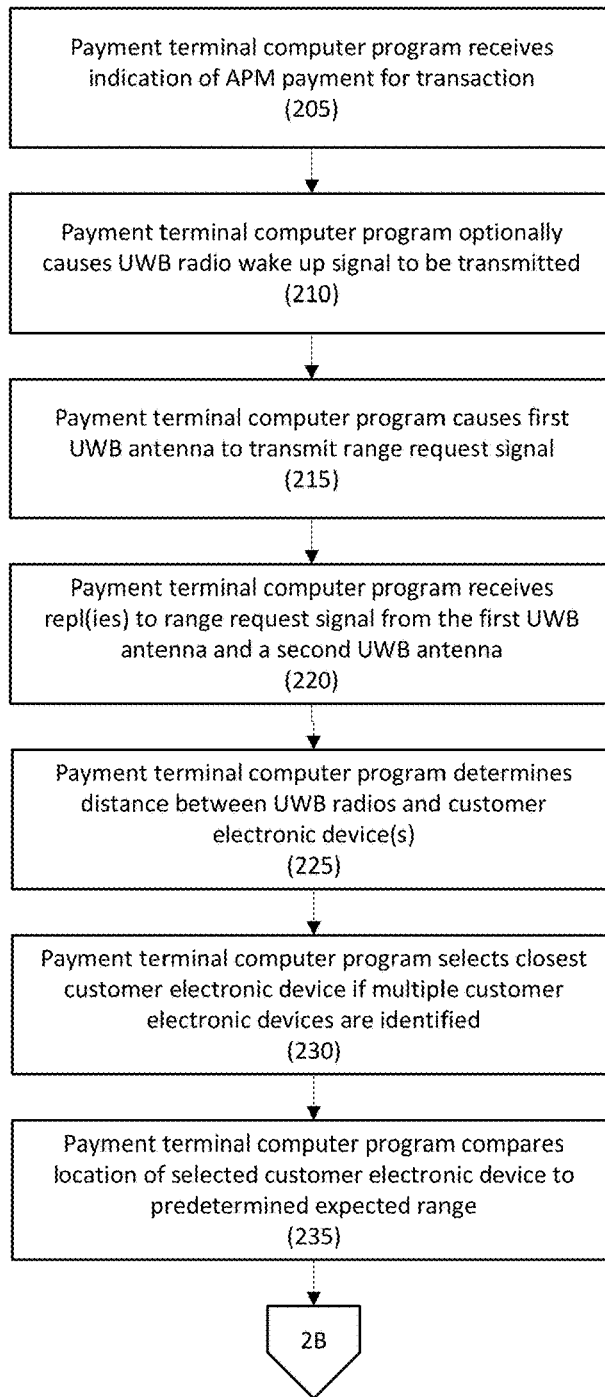 Payment terminal computer program receives
indication of APM payment for transaction
(205)
Payment terminal computer program optionally
causes UWB radio wake up signal to be transmitted
(210)
Payment terminal computer program causes first
UWB antenna to transmit range request signal
(215)
Payment terminal computer program receives
repl(ies) to range request signal from the first UWB
antenna and a second UWB antenna
(220)
Payment terminal computer program determines
distance between UWB radios and customer
electronic device(s)
(225)
Payment terminal computer program selects closest
customer electronic device if multiple customer
electronic devices are identified
(230)
Payment terminal computer program compares
location of selected customer electronic device to
predetermined expected range
(235)
2B